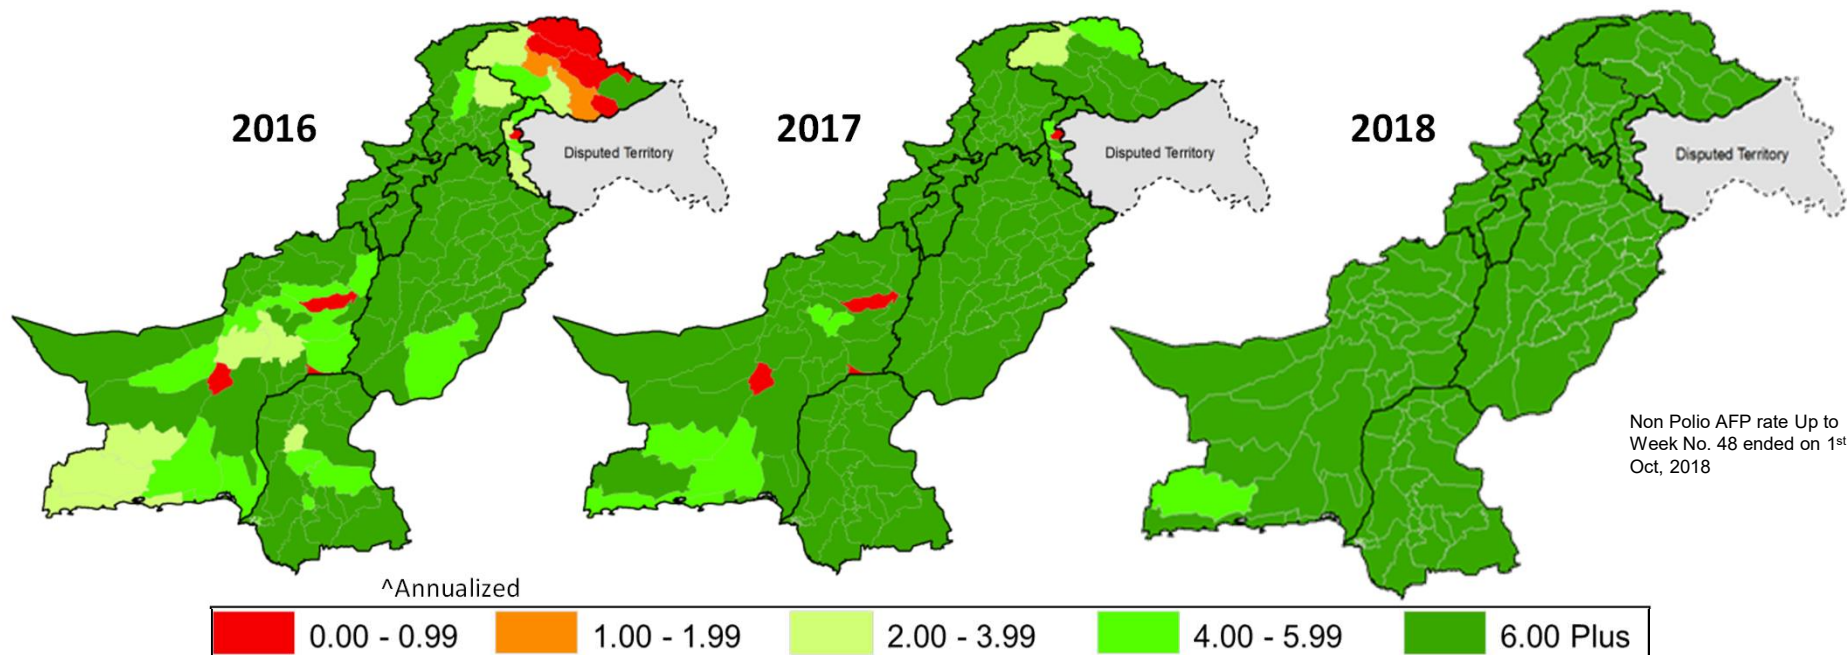 2016
Disputed Territory
2017
Disputed Territory
2018
Disputed Territory
Non Polio AFP rate Up to
Week No. 48 ended on 1st
Oct, 2018
^Annualized
0.00 - 0.99
1.00 - 1.99
2.00 - 3.99
4.00 - 5.99
6.00 Plus